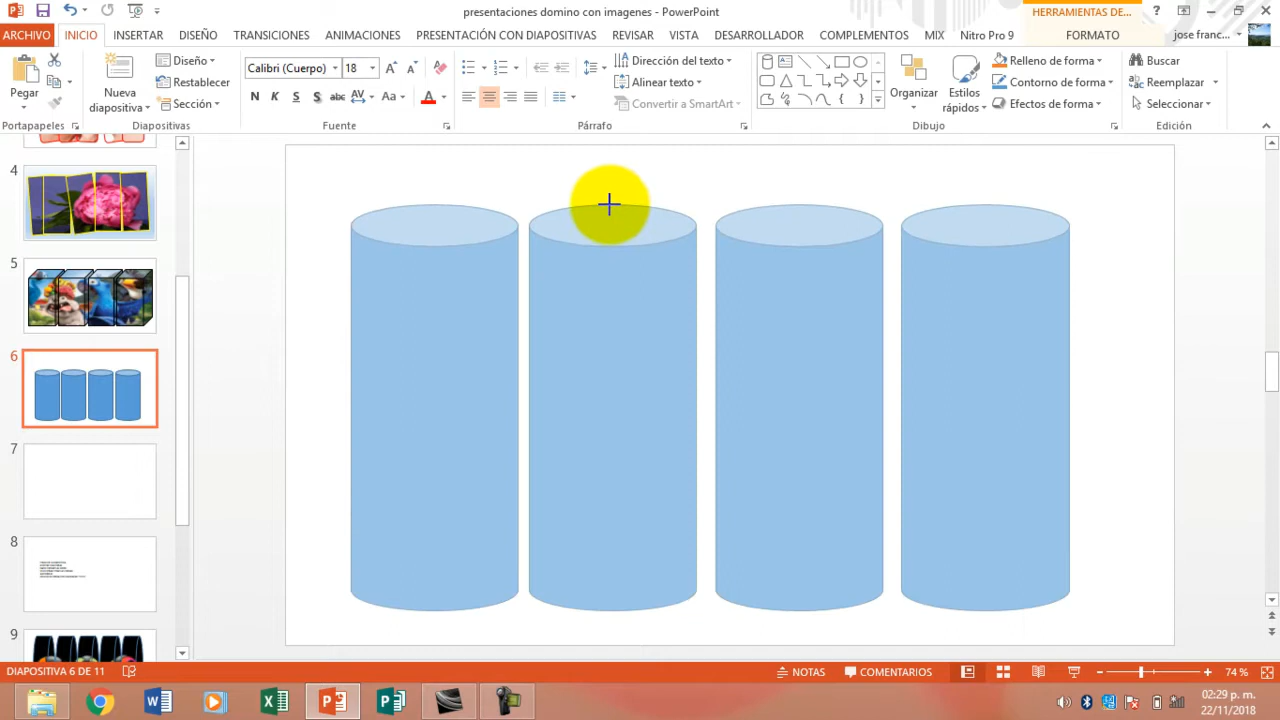 presentaciones domino con imagenes - PowerPoint
HERRAMIENTAS DE...
ARCHIVO INICIO INSERTAR DISEÑO TRANSICIONES ANIMACIONES PRESENTACIÓN CON DIAPOSITIVAS REVISAR VISTA DESARROLLADOR COMPLEMENTOS MIX Nitro Pro 9 FORMATO jose franc...
Pegar
Nueva diapositiva
Diseño
Restablecer
Sección
Calibri (Cuerpo) 18
N K S S abc AV Aa A
Dirección del texto
Alinear texto
Convertir a SmartArt
Organizar
Estilos rápidos
Relleno de forma
Contorno de forma
Efectos de forma
Buscar
Reemplazar
Seleccionar
Portapapeles Diapositivas Fuente Párrafo Dibujo Edición
4
5
6
7
8
9
DIAPOSITIVA 6 DE 11 NOTAS COMENTARIOS 74 %
02:29 p. m.
22/11/2018